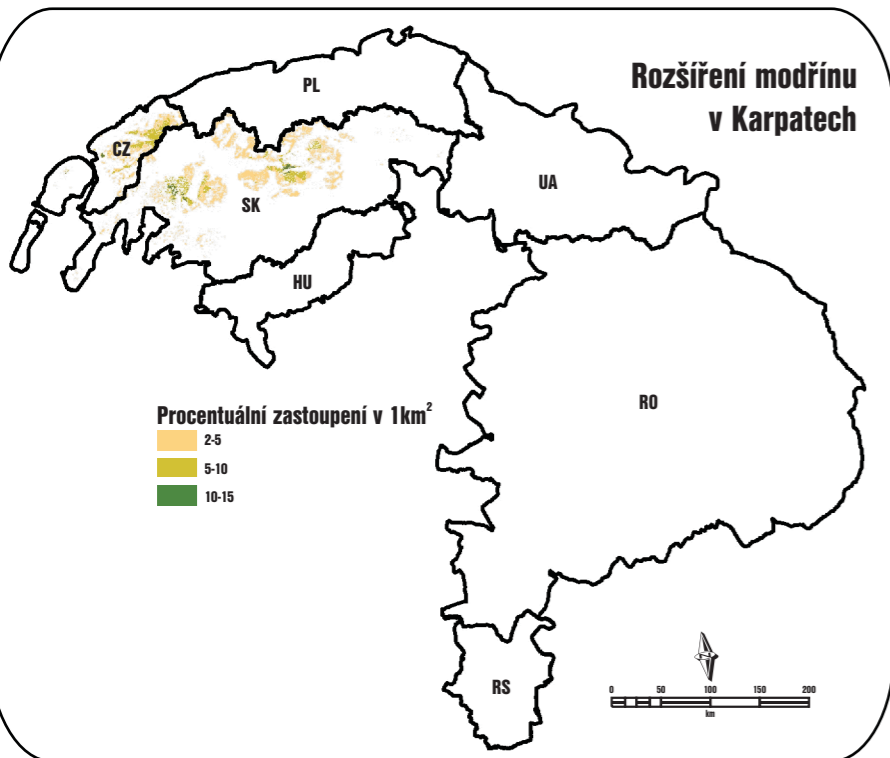 Rozšíření modřínu
v Karpatech
PL
CZ
SK
UA
HU
RO
RS
Procentuální zastoupení v 1km²
2-5
5-10
10-15
0 50 100 150 200
km